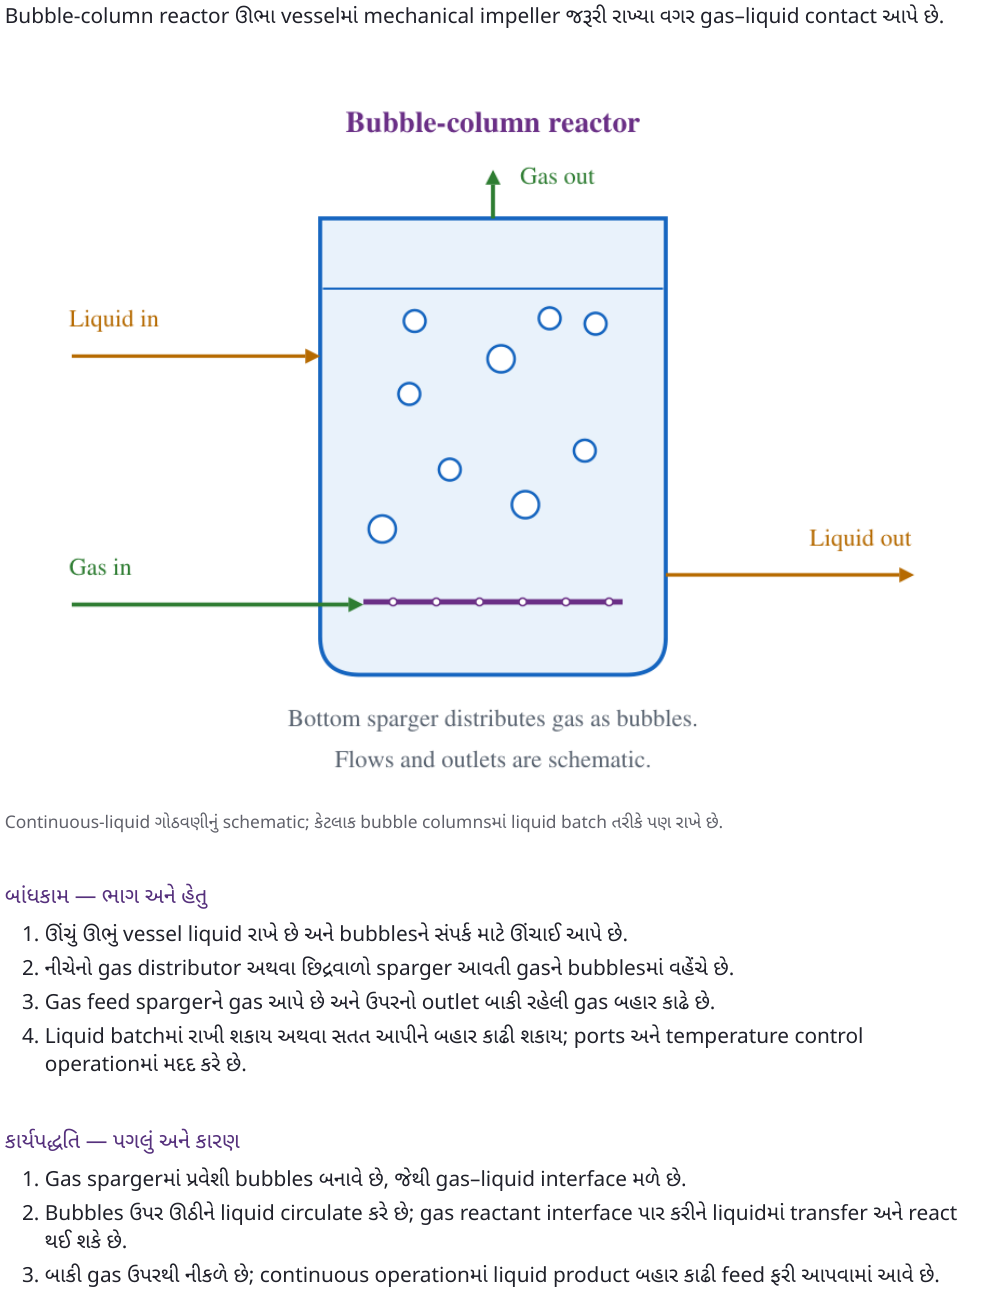 Bubble-column reactor ઊભા vesselમાં mechanical impeller જરૂરી રાખ્યા વગર gas–liquid contact આપે છે.
Bubble-column reactor
Gas out
Liquid in
Liquid out
Gas in
Bottom sparger distributes gas as bubbles.
Flows and outlets are schematic.
Continuous-liquid ગોઠવણીનું schematic; કેટલાક bubble columnsમાં liquid batch તરીકે પણ રાખે છે.
બાંધકામ — ભાગ અને હેતુ
1. ઊંચું ઊભું vessel liquid રાખે છે અને bubblesને સંપર્ક માટે ઊંચાઈ આપે છે.
2. નીચેનો gas distributor અથવા છિદ્રવાળો sparger આવતી gasને bubblesમાં વહેંચે છે.
3. Gas feed spargerને gas આપે છે અને ઉપરનો outlet બાકી રહેલી gas બહાર કાઢે છે.
4. Liquid batchમાં રાખી શકાય અથવા સતત આપીને બહાર કાઢી શકાય; ports અને temperature control
operationમાં મદદ કરે છે.
કાર્યપદ્ધતિ — પગલું અને કારણ
1. Gas spargerમાં પ્રવેશી bubbles બનાવે છે, જેથી gas–liquid interface મળે છે.
2. Bubbles ઉપર ઊઠીને liquid circulate કરે છે; gas reactant interface પાર કરીને liquidમાં transfer અને react
થઈ શકે છે.
3. બાકી gas ઉપરથી નીકળે છે; continuous operationમાં liquid product બહાર કાઢી feed ફરી આપવામાં આવે છે.